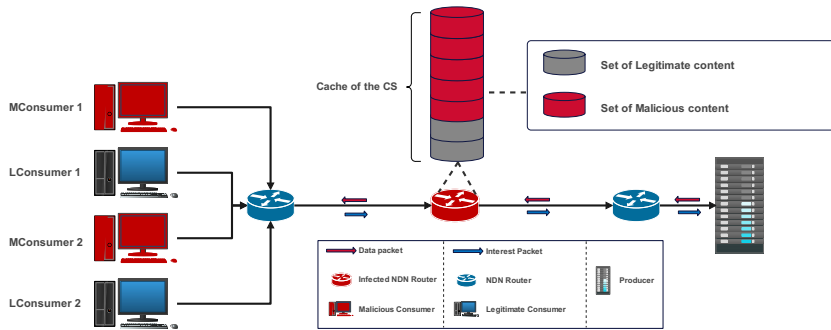 Cache of the CS
Set of Legitimate content
Set of Malicious content
MConsumer 1
LConsumer 1
MConsumer 2
LConsumer 2
Data packet
Interest Packet
Infected NDN Router
NDN Router
Producer
Malicious Consumer
Legitimate Consumer